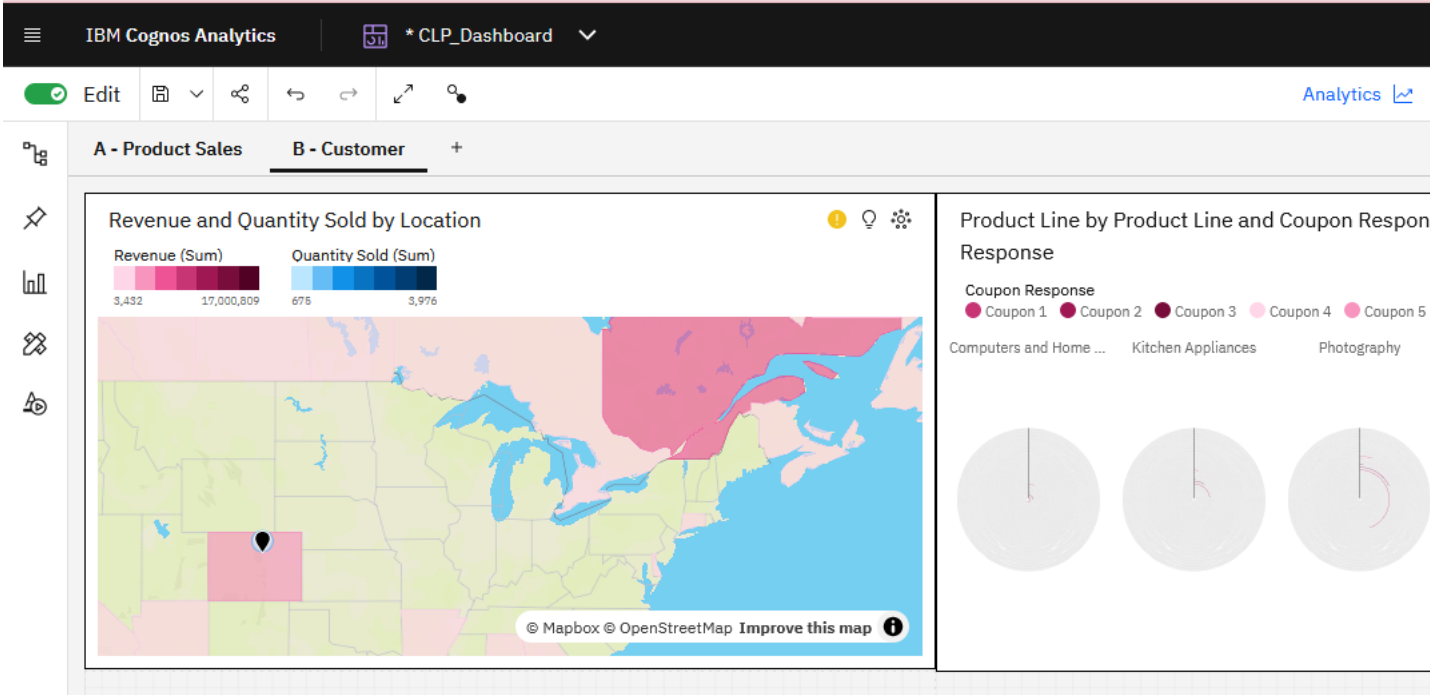 IBM Cognos Analytics
* CLP_Dashboard
Edit
Analytics
A - Product Sales
B - Customer
+
Revenue and Quantity Sold by Location
Revenue (Sum)
Quantity Sold (Sum)
3,432
17,000,809
675
3,976
© Mapbox © OpenStreetMap Improve this map
Product Line by Product Line and Coupon Respon
Response
Coupon Response
Coupon 1
Coupon 2
Coupon 3
Coupon 4
Coupon 5
Computers and Home ...
Kitchen Appliances
Photography